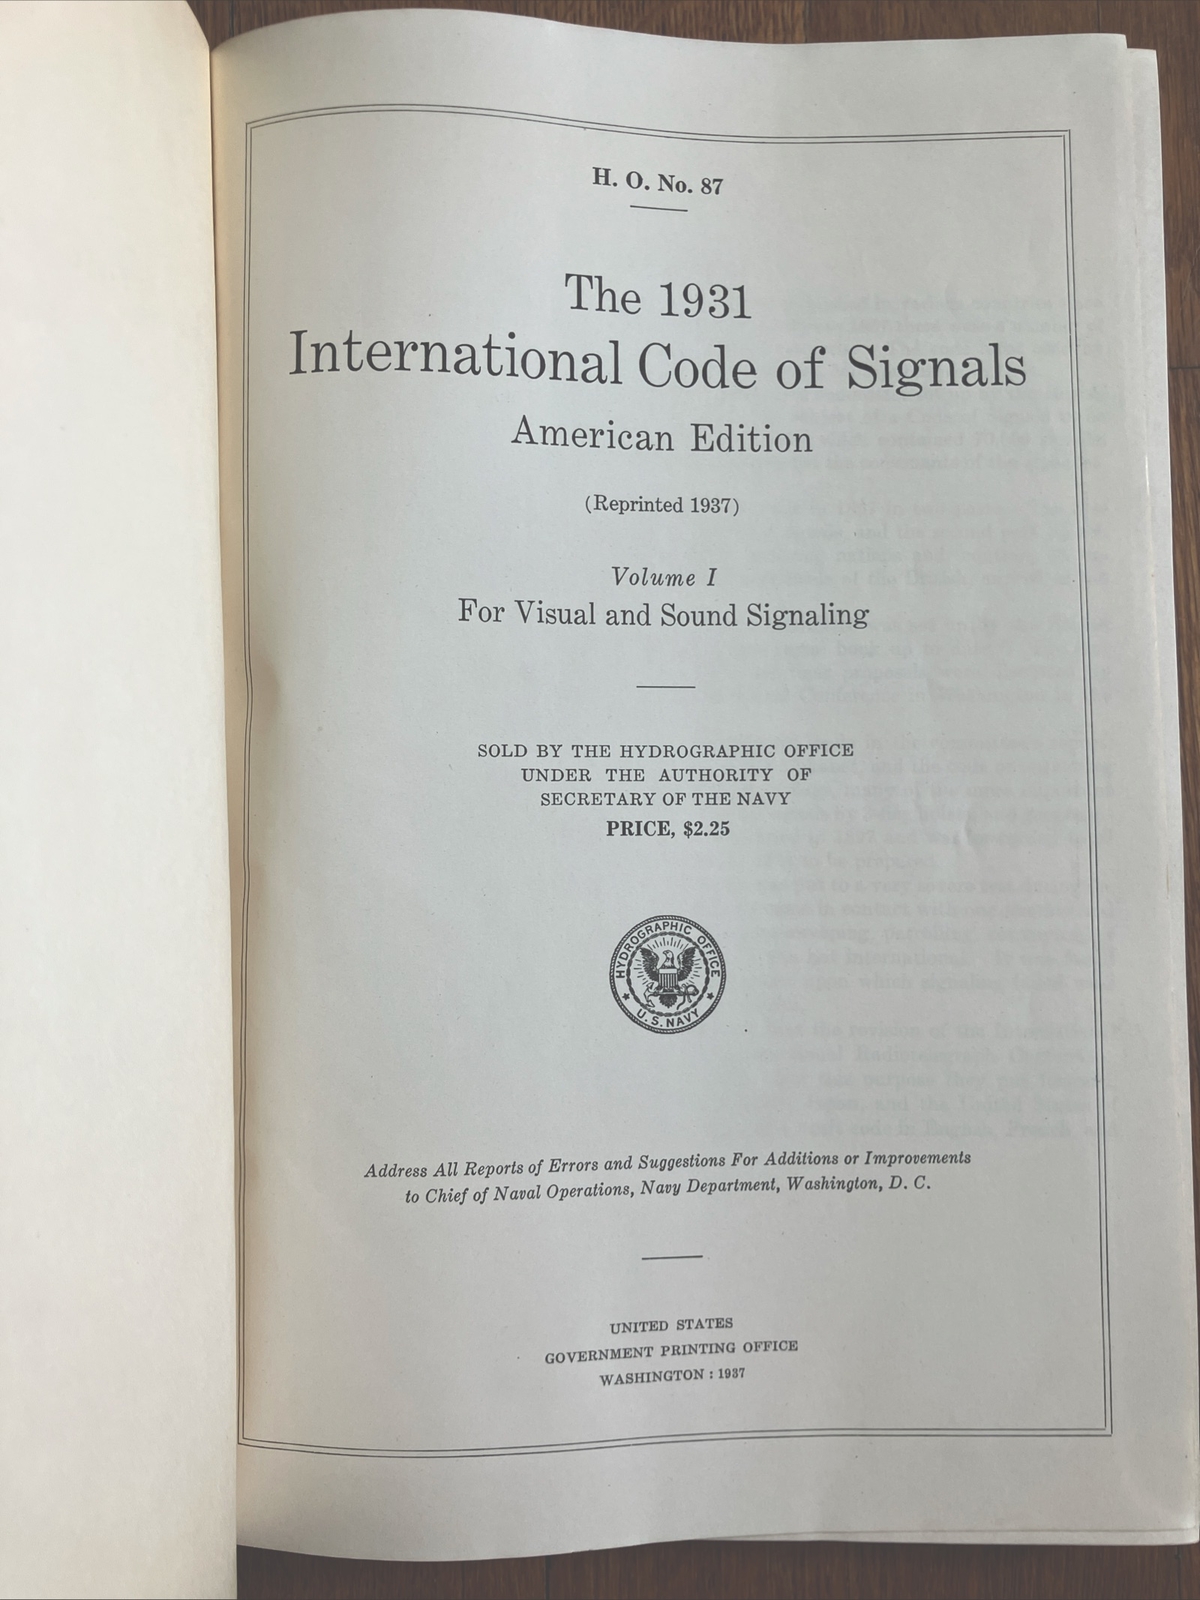 H. O. No. 87
The 1931
International Code of Signals
American Edition
(Reprinted 1937)
Volume I
For Visual and Sound Signaling
SOLD BY THE HYDROGRAPHIC OFFICE
UNDER THE AUTHORITY OF
SECRETARY OF THE NAVY
PRICE, $2.25
HYDROGRAPHIC OFFICE
U.S. NAVY
Address All Reports of Errors and Suggestions For Additions or Improvements
to Chief of Naval Operations, Navy Department, Washington, D. C.
UNITED STATES
GOVERNMENT PRINTING OFFICE
WASHINGTON : 1937